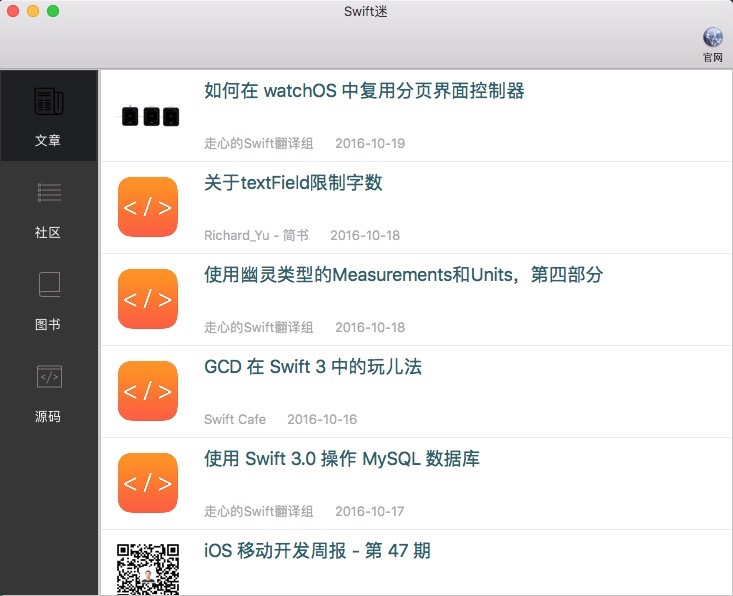 Swift迷
官网
文章
社区
图书
源码
如何在 watchOS 中复用分页界面控制器
走心的Swift翻译组 2016-10-19
关于textField限制字数
Richard_Yu - 简书 2016-10-18
使用幽灵类型的Measurements和Units，第四部分
走心的Swift翻译组 2016-10-18
GCD 在 Swift 3 中的玩儿法
Swift Cafe 2016-10-16
使用 Swift 3.0 操作 MySQL 数据库
走心的Swift翻译组 2016-10-17
iOS 移动开发周报 - 第 47 期